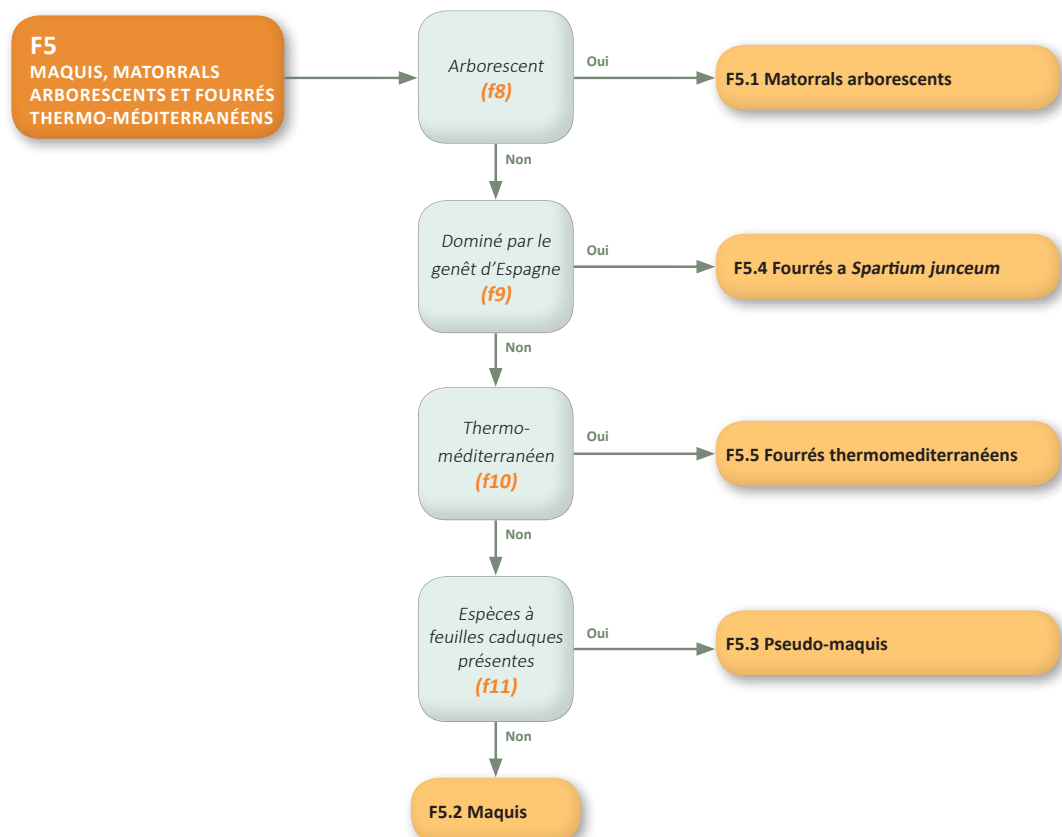 F5
MAQUIS, MATORRALS
ARBORESCENTS ET FOURRÉS
THERMO-MÉDITERRANÉENS
Arborescent
(f8)
Oui
F5.1 Matorrals arborescents
Non
Dominé par le
genêt d’Espagne
(f9)
Oui
F5.4 Fourrés a Spartium junceum
Non
Thermo-
méditerranéen
(f10)
Oui
F5.5 Fourrés thermomediterranéens
Non
Espèces à
feuilles caduques
présentes
(f11)
Oui
F5.3 Pseudo-maquis
Non
F5.2 Maquis